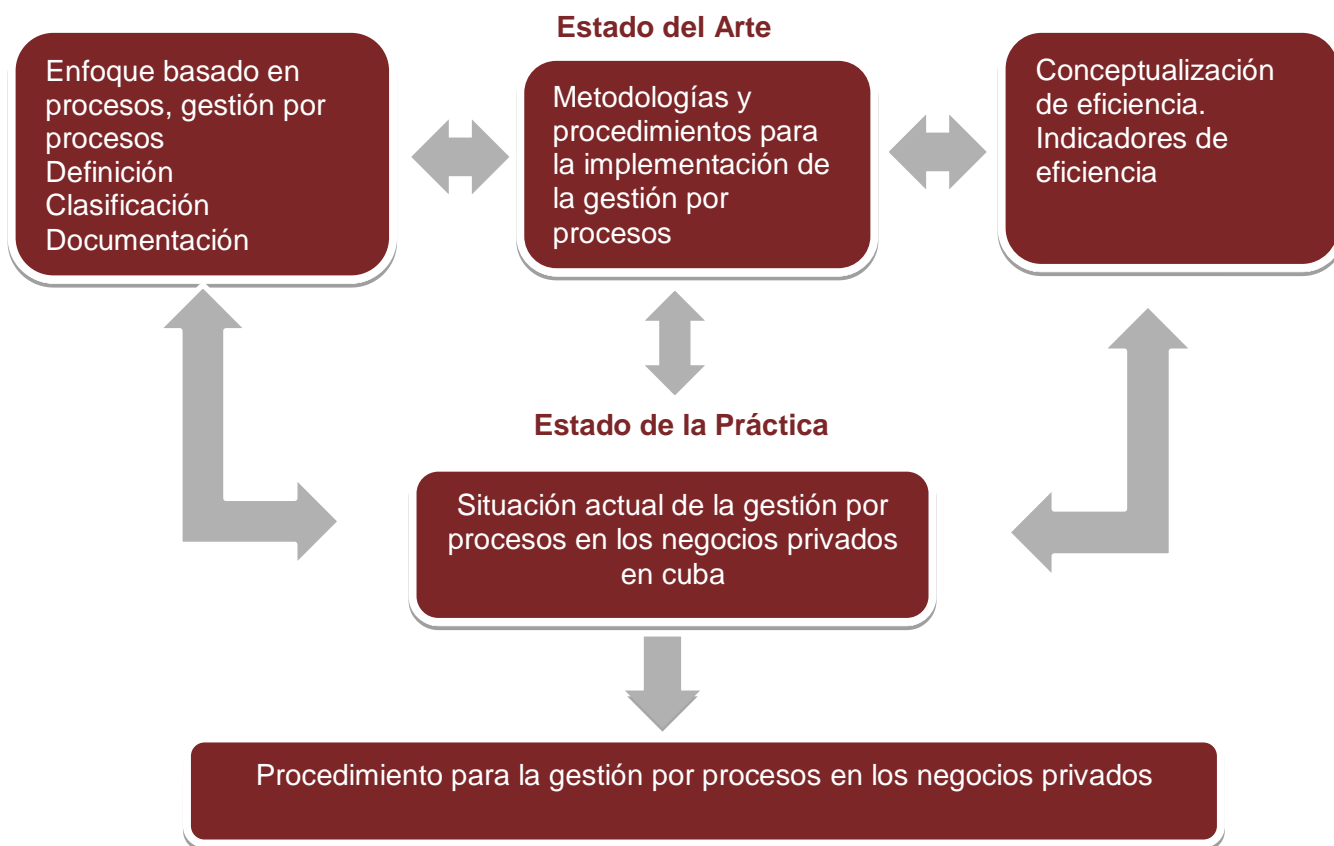 Estado del Arte
Enfoque basado en
procesos, gestión por
procesos
Definición
Clasificación
Documentación
Metodologías y
procedimientos para
la implementación de
la gestión por
procesos
Conceptualización
de eficiencia.
Indicadores de
eficiencia
Estado de la Práctica
Situación actual de la gestión por
procesos en los negocios privados
en cuba
Procedimiento para la gestión por procesos en los negocios privados